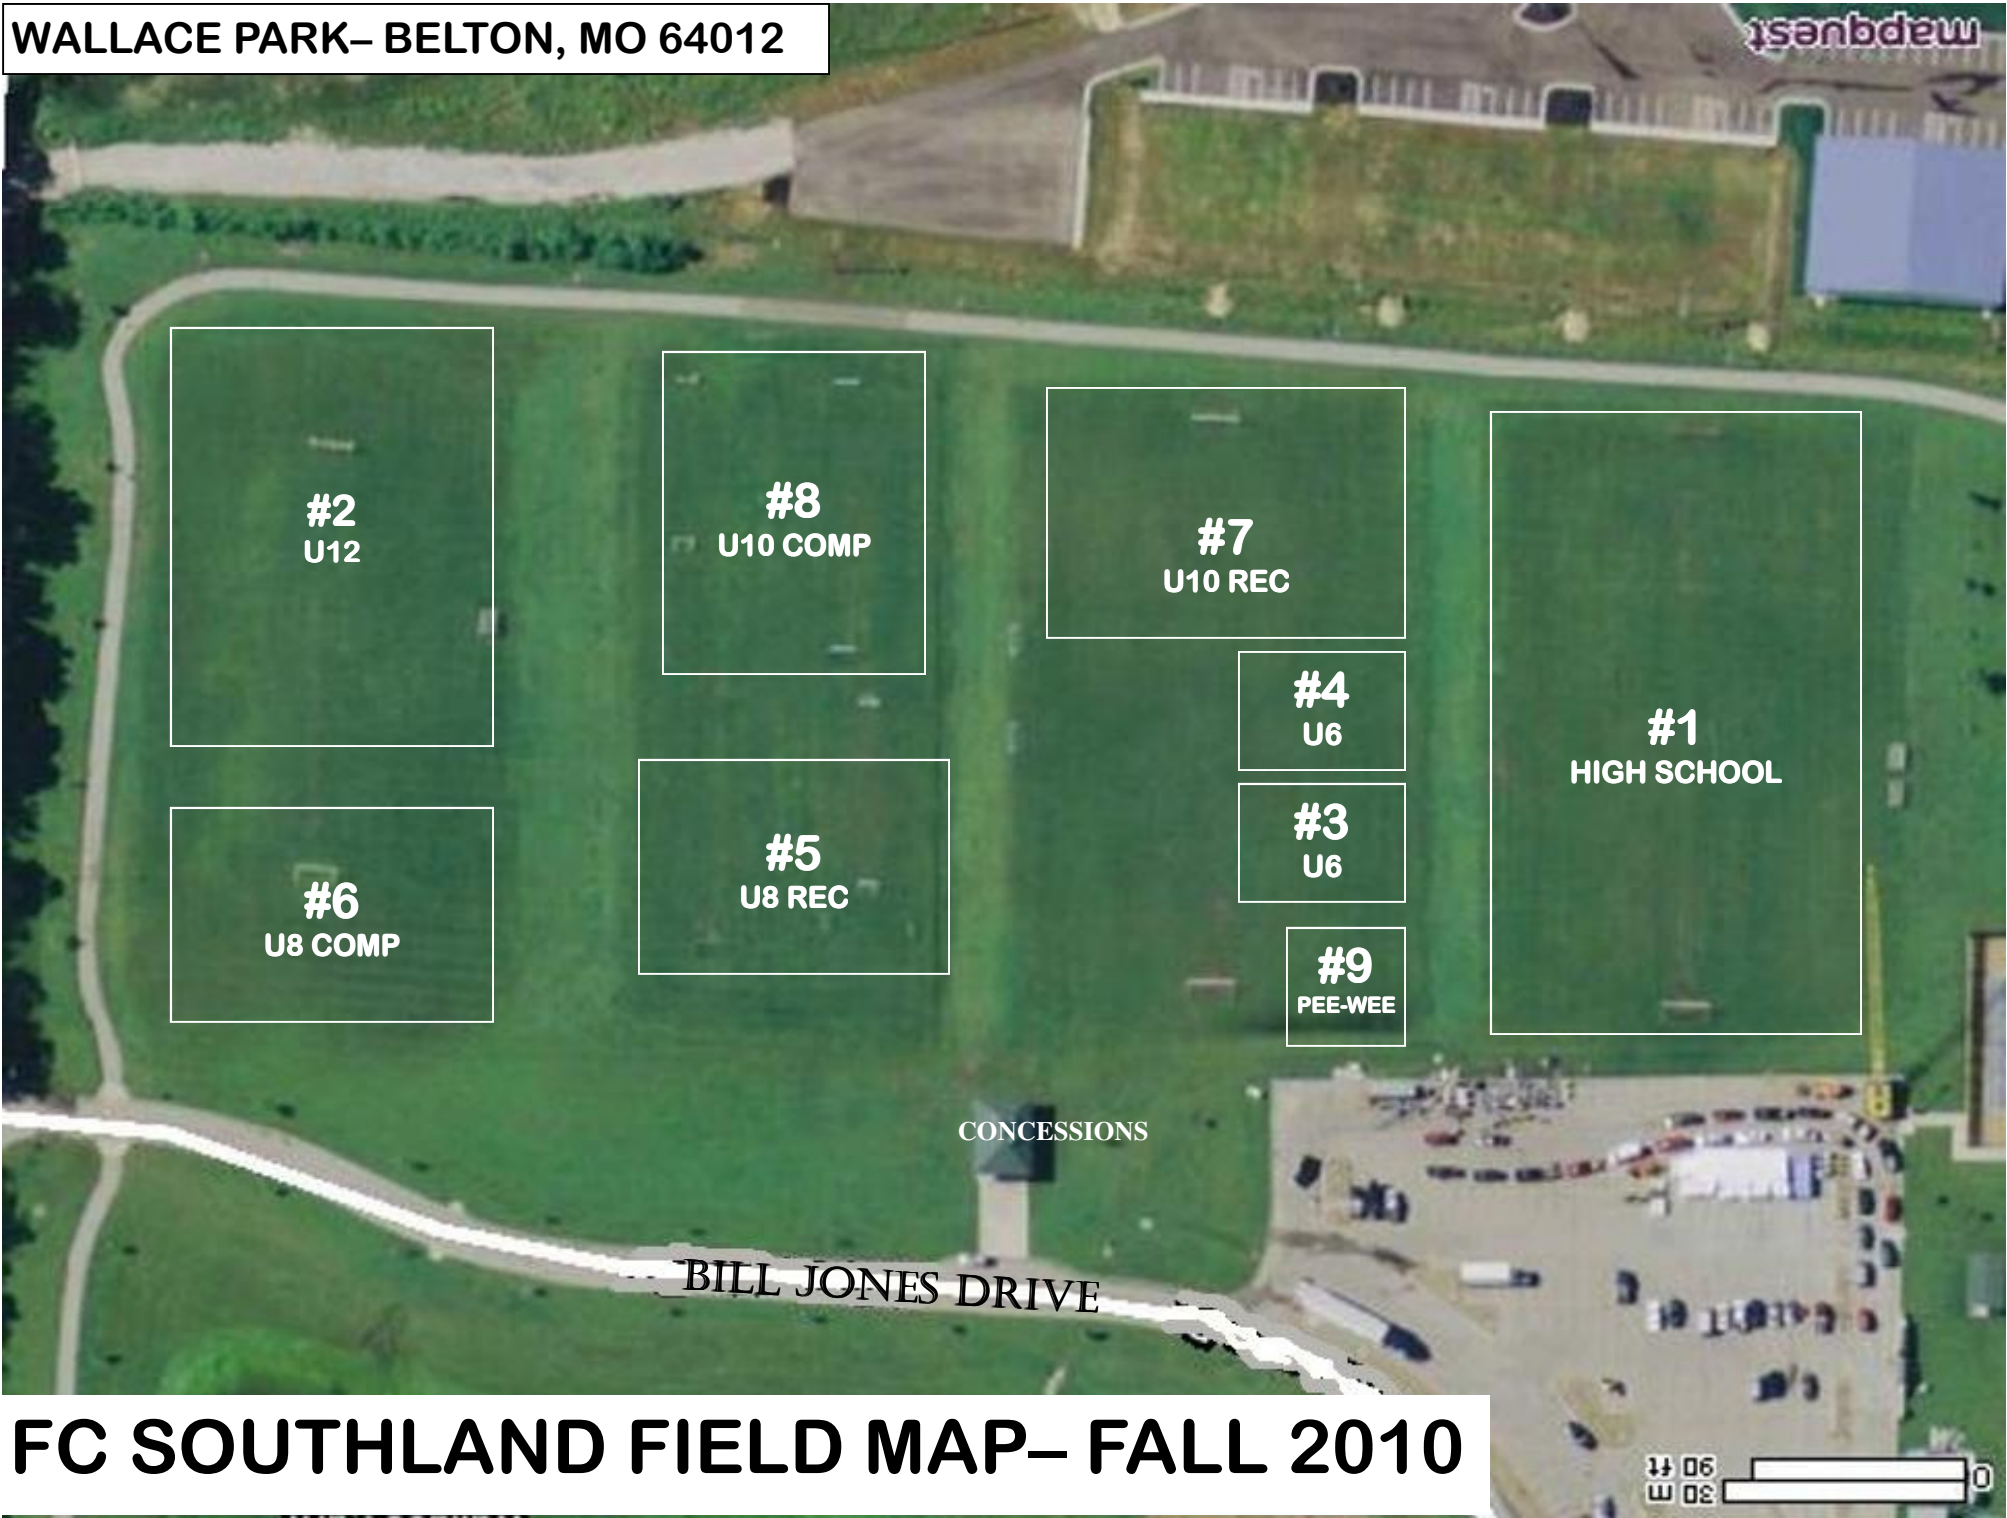 WALLACE PARK– BELTON, MO 64012
mapquest
#2
U12
#8
U10 COMP
#7
U10 REC
#4
U6
#3
U6
#9
PEE-WEE
#1
HIGH SCHOOL
#6
U8 COMP
#5
U8 REC
CONCESSIONS
BILL JONES DRIVE
FC SOUTHLAND FIELD MAP– FALL 2010
0
90 ft
30 m